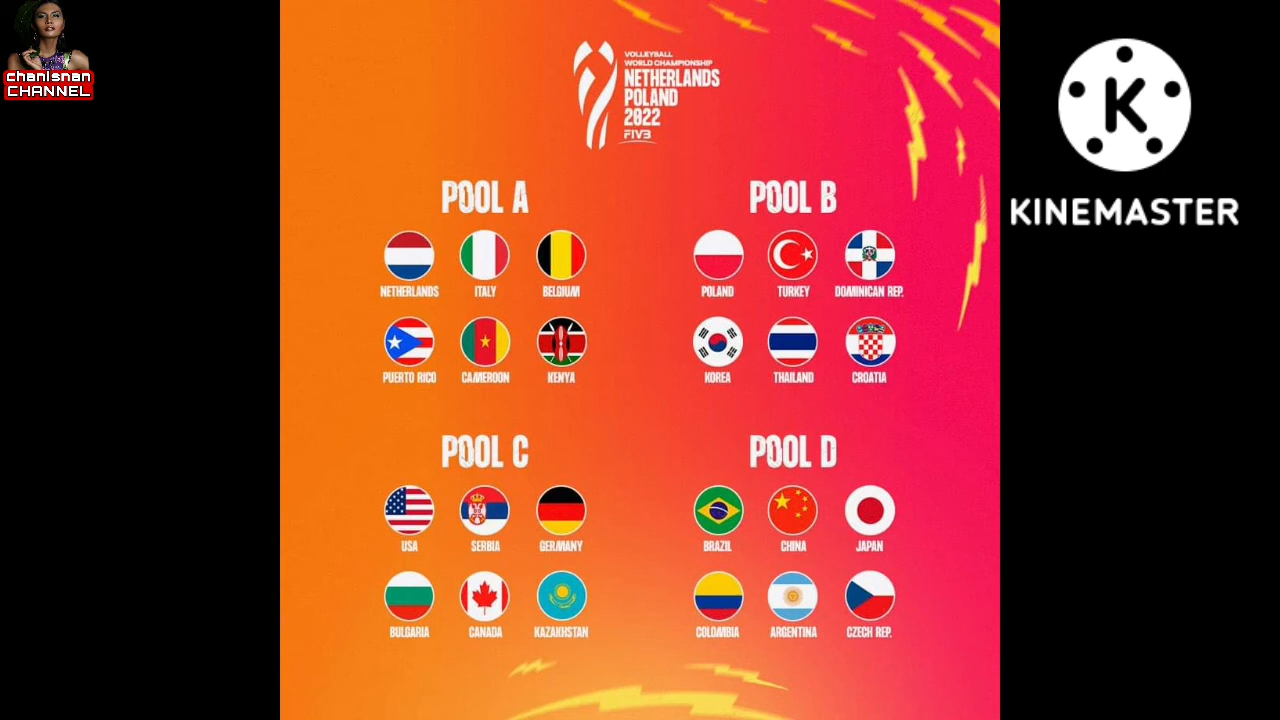 chanisnan
CHANNEL
VOLLEYBALL
WORLD CHAMPIONSHIP
NETHERLANDS
POLAND
2022
FIVB
K
KINEMASTER
POOL A
NETHERLANDS ITALY BELGIUM
PUERTO RICO CAMEROON KENYA
POOL B
POLAND TURKEY DOMINICAN REP.
KOREA THAILAND CROATIA
POOL C
USA SERBIA GERMANY
BULGARIA CANADA KAZAKHSTAN
POOL D
BRAZIL CHINA JAPAN
COLOMBIA ARGENTINA CZECH REP.